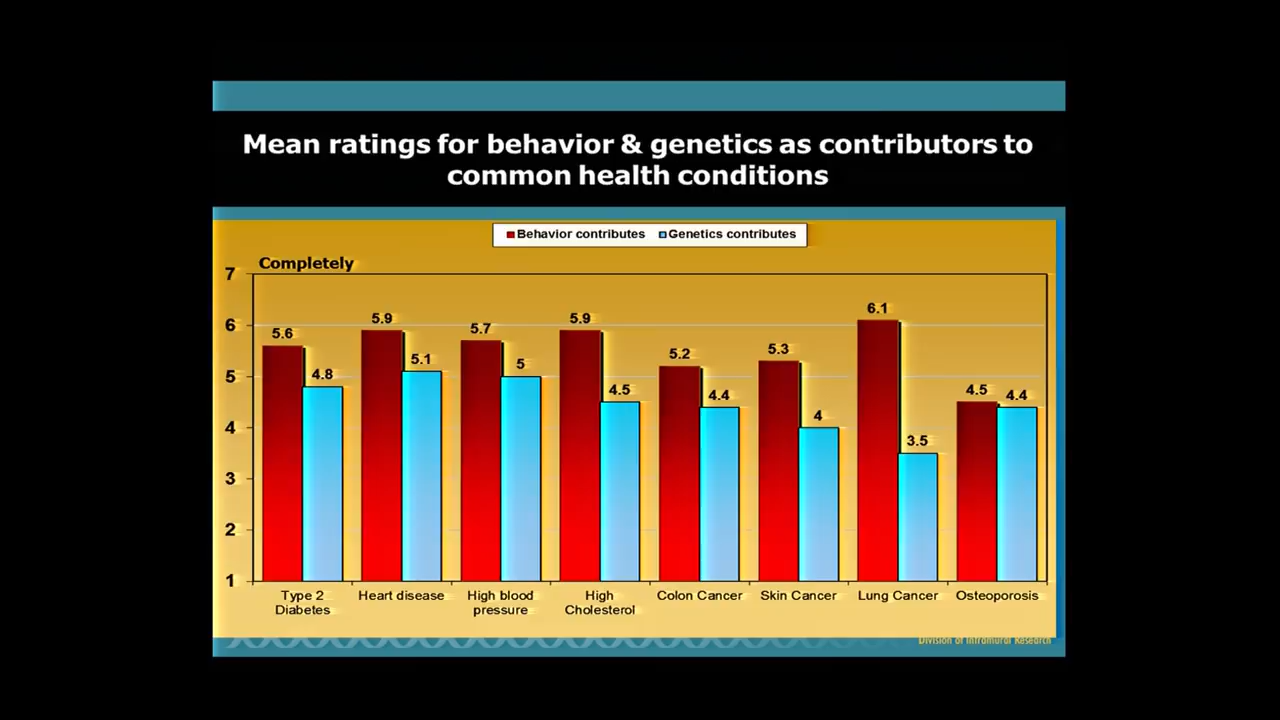 Mean ratings for behavior & genetics as contributors to
common health conditions
Behavior contributes Genetics contributes
Completely
7
6
5
4
3
2
1
5.6
4.8
5.9
5.1
5.7
5
5.9
4.5
5.2
4.4
5.3
4
6.1
3.5
4.5
4.4
Type 2
Diabetes
Heart disease
High blood
pressure
High
Cholesterol
Colon Cancer
Skin Cancer
Lung Cancer
Osteoporosis
Division of Intramural Research